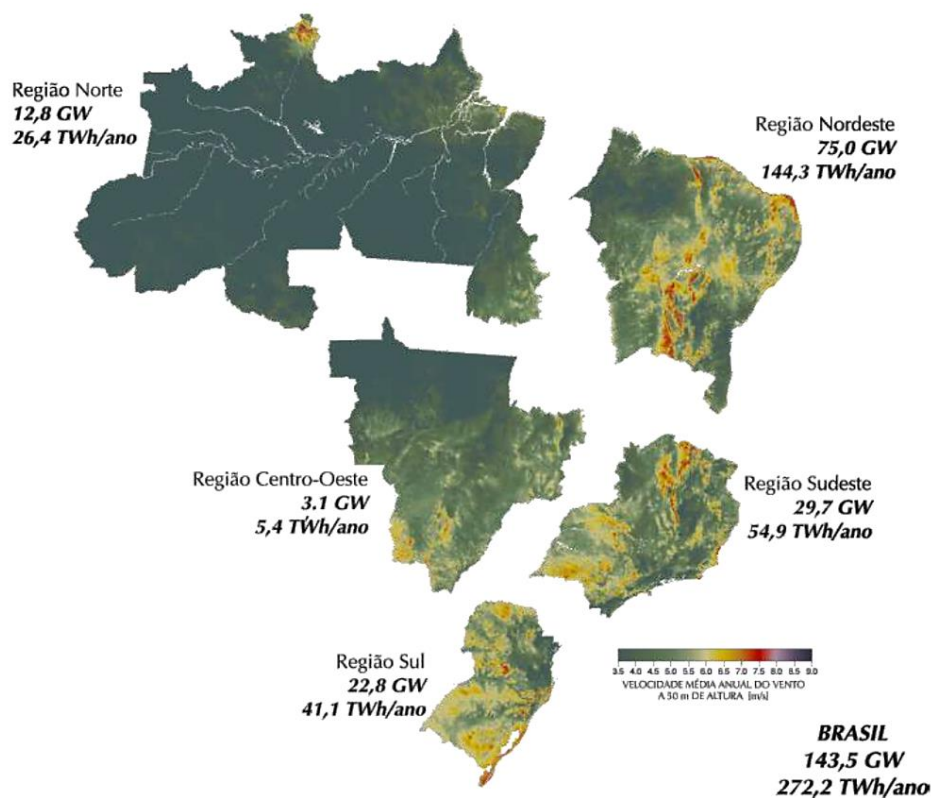 Região Norte
12,8 GW
26,4 TWh/ano
Região Nordeste
75,0 GW
144,3 TWh/ano
Região Centro-Oeste
3.1 GW
5,4 TWh/ano
Região Sudeste
29,7 GW
54,9 TWh/ano
Região Sul
22,8 GW
41,1 TWh/ano
3.5 4.0 4.5 5.0 5.5 6.0 6.5 7.0 7.5 8.0 8.5 9.0
VELOCIDADE MÉDIA ANUAL DO VENTO
A 50 m DE ALTURA [m/s]
BRASIL
143,5 GW
272,2 TWh/ano